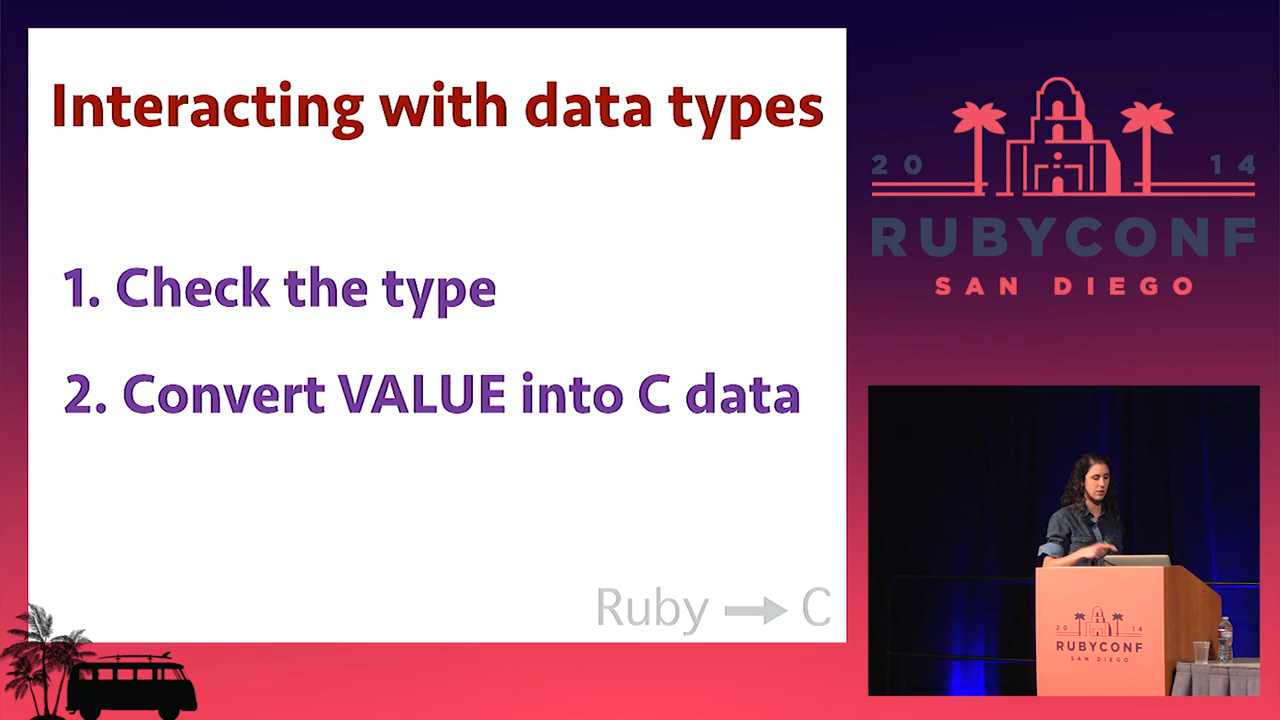 Interacting with data types
1. Check the type
2. Convert VALUE into C data
Ruby → C
20 14
RUBYCONF
SAN DIEGO
20 14
RUBYCONF
SAN DIEGO